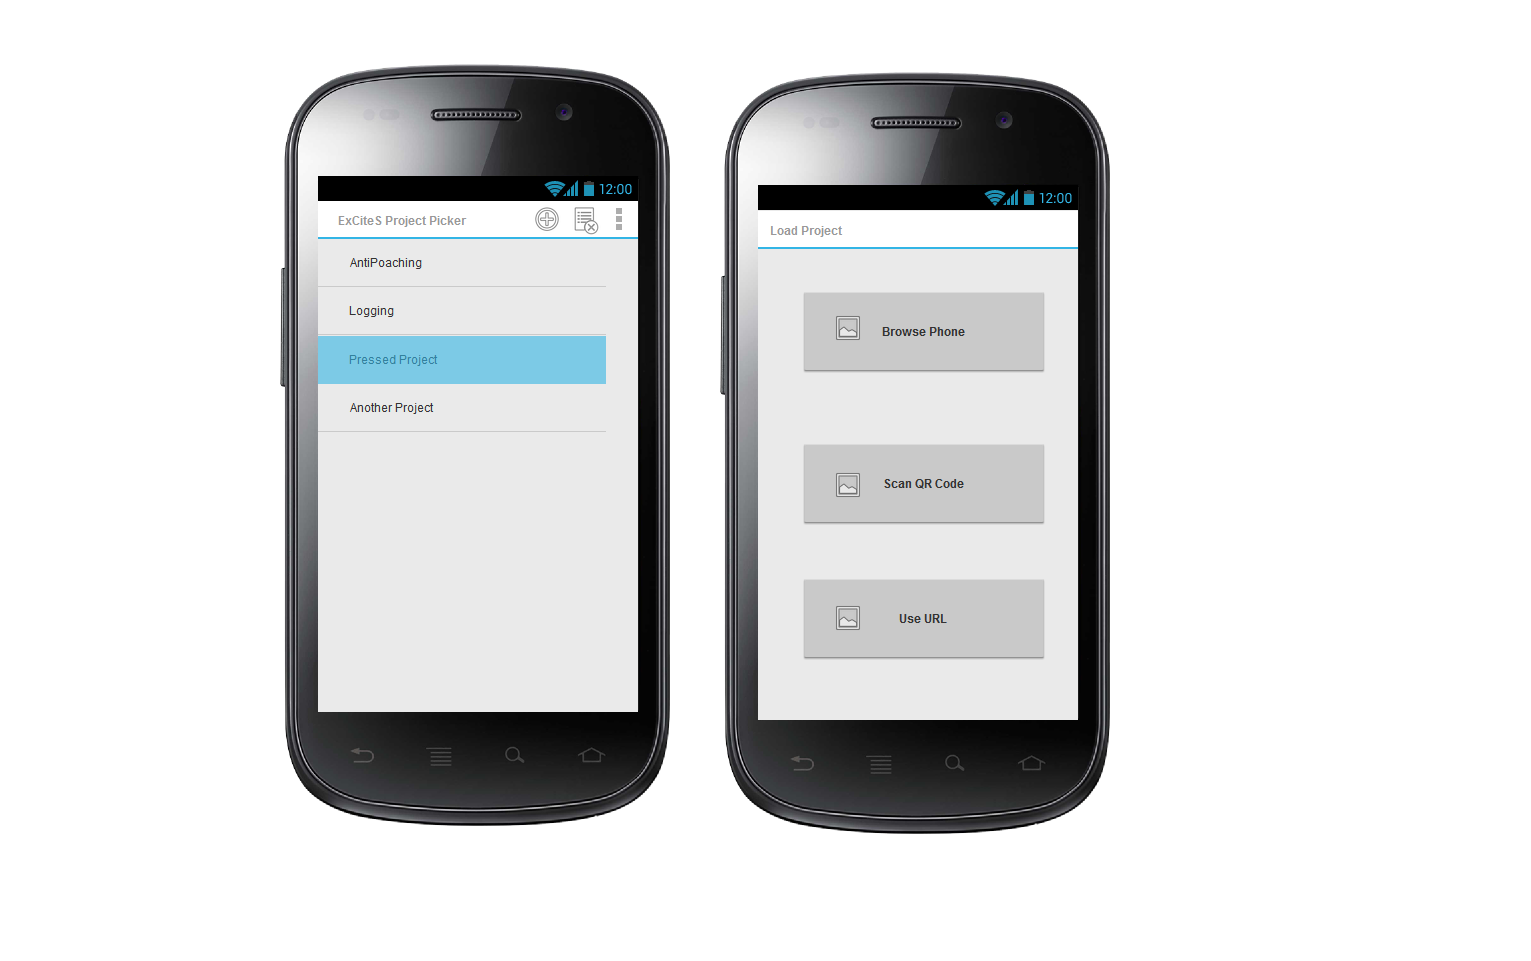 12:00
ExCiteS Project Picker
AntiPoaching
Logging
Pressed Project
Another Project
12:00
Load Project
Browse Phone
Scan QR Code
Use URL